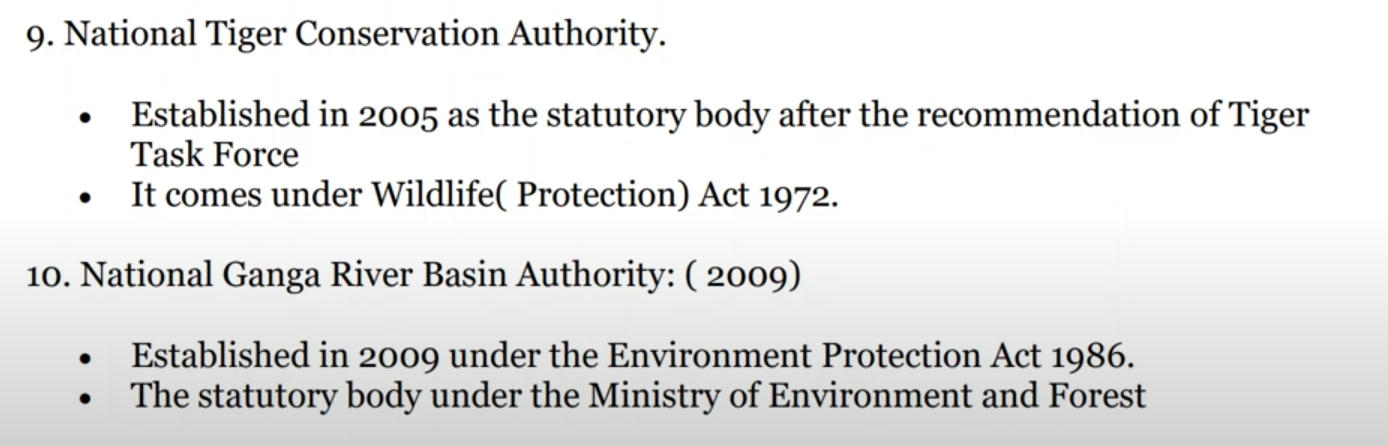 9. National Tiger Conservation Authority.
• Established in 2005 as the statutory body after the recommendation of Tiger
Task Force
• It comes under Wildlife( Protection) Act 1972.
10. National Ganga River Basin Authority: ( 2009)
• Established in 2009 under the Environment Protection Act 1986.
• The statutory body under the Ministry of Environment and Forest